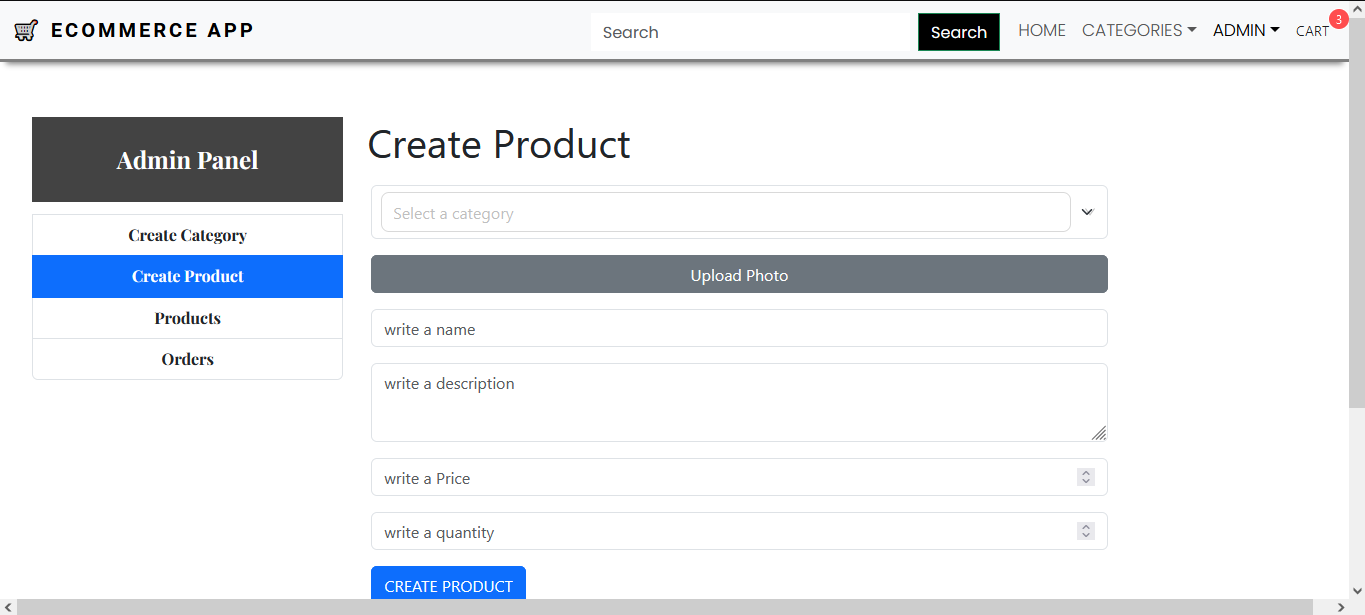 ECOMMERCE APP
Search
Search
HOME
CATEGORIES
ADMIN
CART
3
Admin Panel
Create Category
Create Product
Products
Orders
Create Product
Select a category
Upload Photo
write a name
write a description
write a Price
write a quantity
CREATE PRODUCT